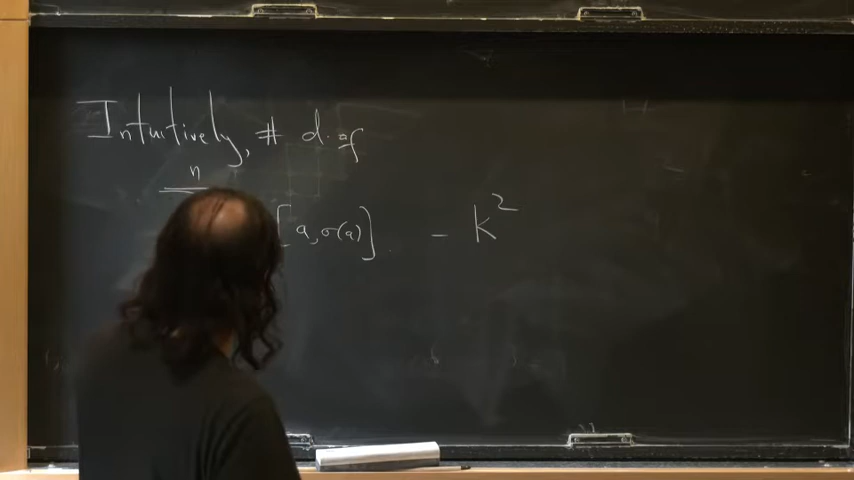 Intuitively, # d.of
n
[a, σ(a)] - k²